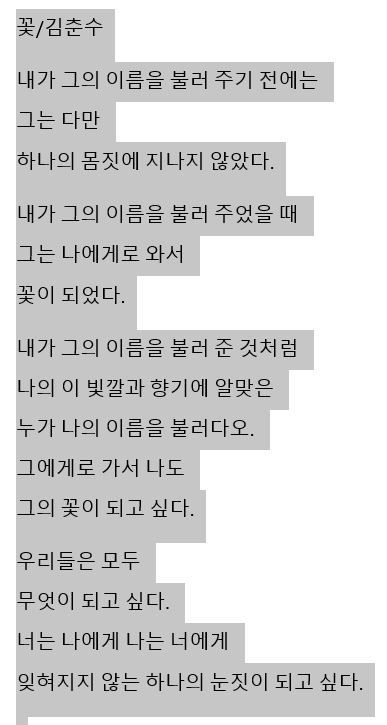 꽃/김춘수
내가 그의 이름을 불러 주기 전에는
그는 다만
하나의 몸짓에 지나지 않았다.
내가 그의 이름을 불러 주었을 때
그는 나에게로 와서
꽃이 되었다.
내가 그의 이름을 불러 준 것처럼
나의 이 빛깔과 향기에 알맞은
누가 나의 이름을 불러다오.
그에게로 가서 나도
그의 꽃이 되고 싶다.
우리들은 모두
무엇이 되고 싶다.
너는 나에게 나는 너에게
잊혀지지 않는 하나의 눈짓이 되고 싶다.